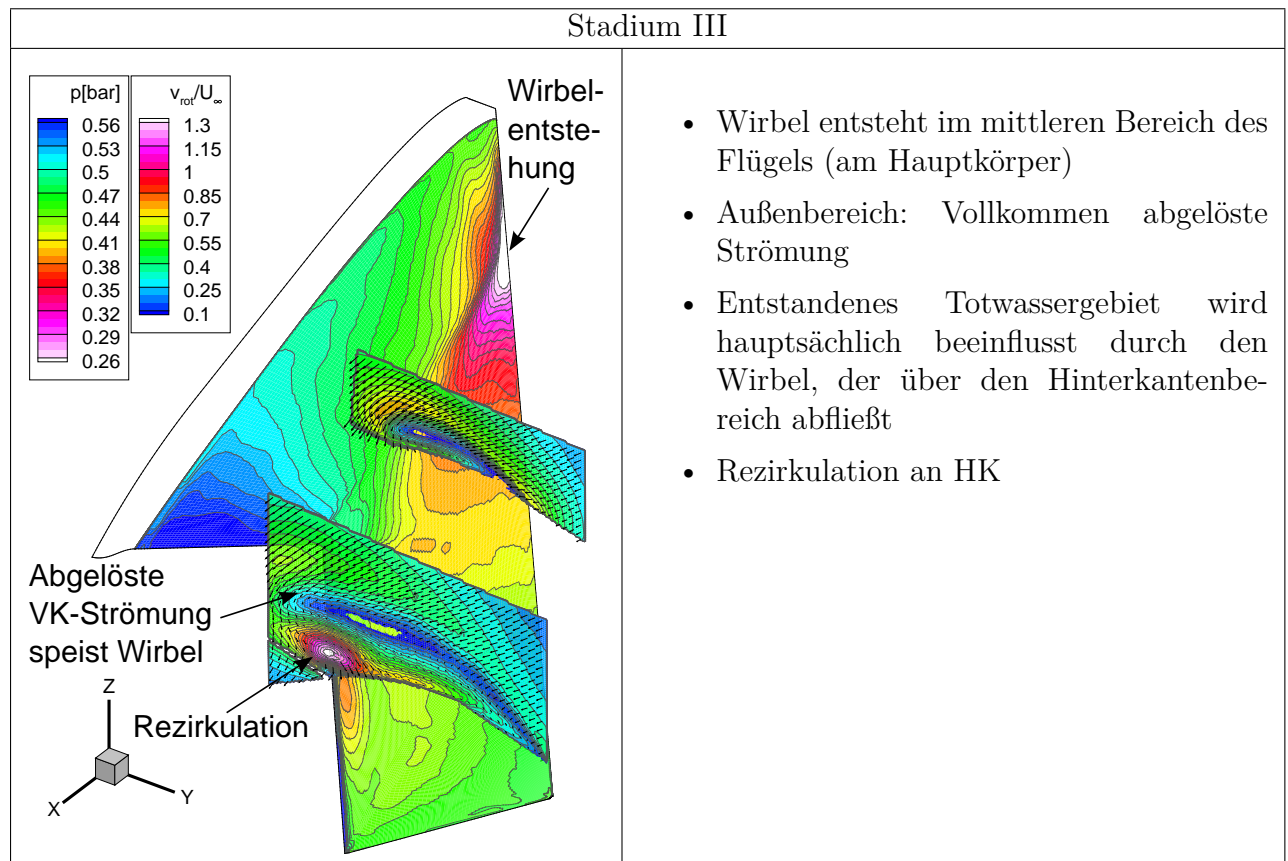 Stadium III
p[bar]
0.56
0.53
0.5
0.47
0.44
0.41
0.38
0.35
0.32
0.29
0.26
v_rot/U_∞
1.3
1.15
1
0.85
0.7
0.55
0.4
0.25
0.1
Wirbel-
entste-
hung
Abgelöste
VK-Strömung
speist Wirbel
Rezirkulation
Z
X
Y
• Wirbel entsteht im mittleren Bereich des
Flügels (am Hauptkörper)
• Außenbereich: Vollkommen abgelöste
Strömung
• Entstandenes Totwassergebiet wird
hauptsächlich beeinflusst durch den
Wirbel, der über den Hinterkantenbe-
reich abfließt
• Rezirkulation an HK